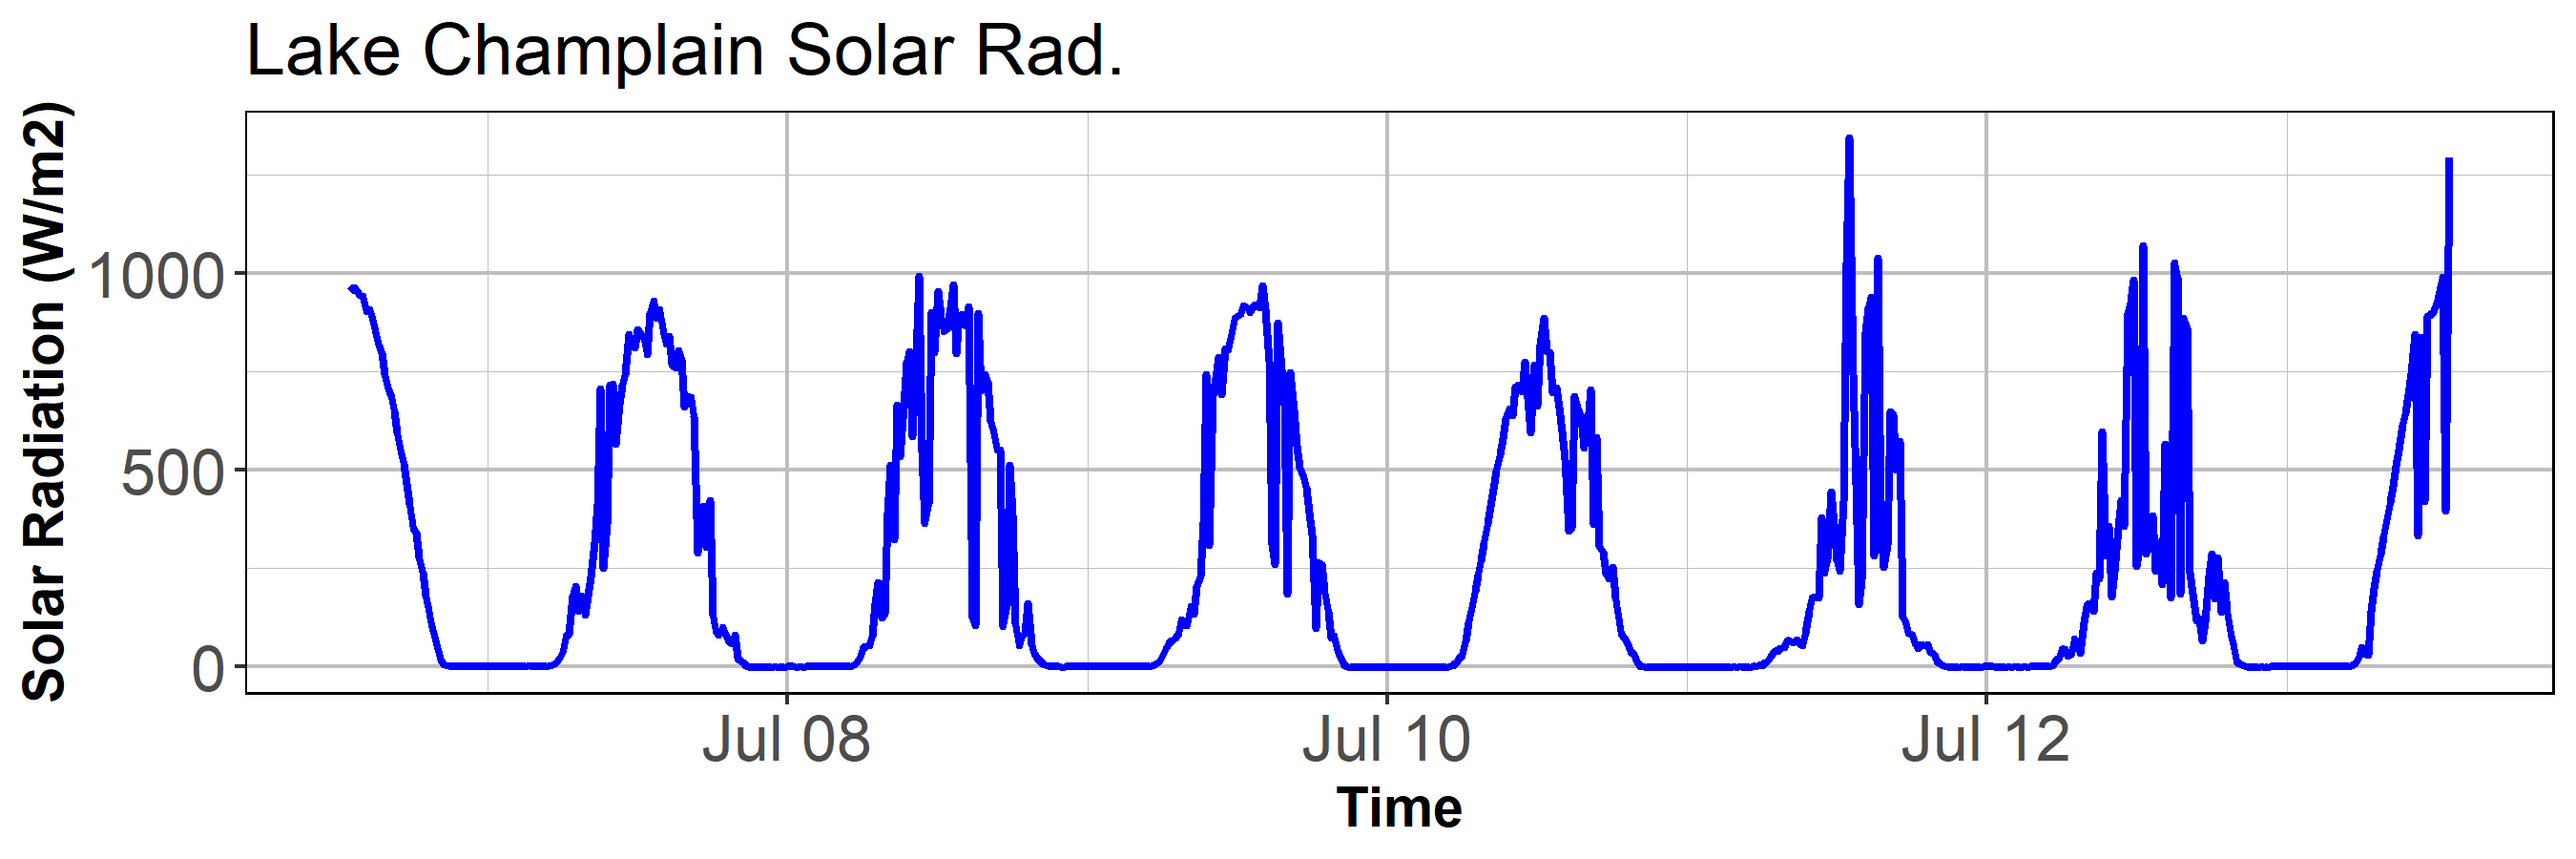 Lake Champlain Solar Rad.
Solar Radiation (W/m2)
1000
500
0
Jul 08
Jul 10
Jul 12
Time